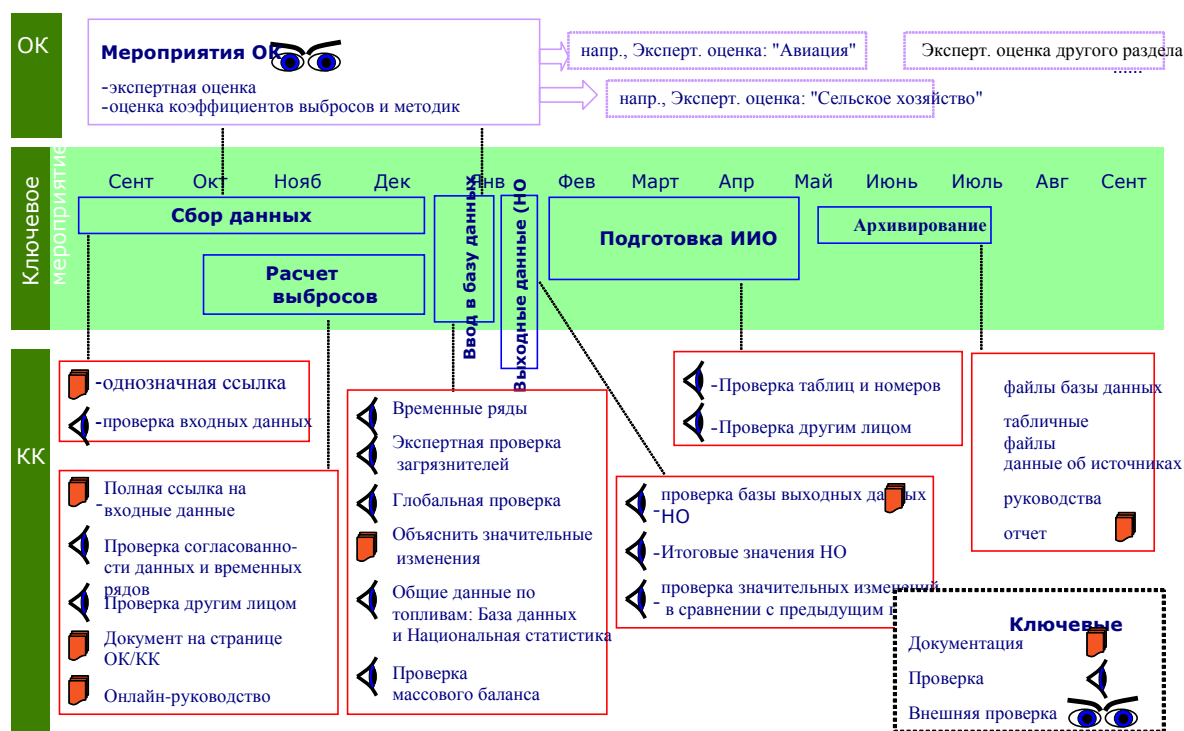 ОК
Мероприятия ОК
-экспертная оценка
-оценка коэффициентов выбросов и методик
напр., Эксперт. оценка: "Авиация"
Эксперт. оценка другого раздела
......
напр., Эксперт. оценка: "Сельское хозяйство"
Ключевое
мероприятие
Сент Окт Нояб Дек Янв Фев Март Апр Май Июнь Июль Авг Сент
Сбор данных
Расчет
выбросов
Ввод в базу данных
Выходные данные (НО
Подготовка ИИО
Архивирование
КК
-однозначная ссылка
-проверка входных данных
Полная ссылка на
-входные данные
Проверка согласованно-
сти данных и временных
рядов
Проверка другим лицом
Документ на странице
ОК/КК
Онлайн-руководство
Временные ряды
Экспертная проверка
загрязнителей
Глобальная проверка
Объяснить значительные
изменения
Общие данные по
топливам: База данных
и Национальная статистика
Проверка
массового баланса
-Проверка таблиц и номеров
-Проверка другим лицом
проверка базы выходных данных
-НО
-Итоговые значения НО
проверка значительных изменений
- в сравнении с предыдущим
файлы базы данных
табличные
файлы
данные об источниках
руководства
отчет
Ключевые
Документация
Проверка
Внешняя проверка